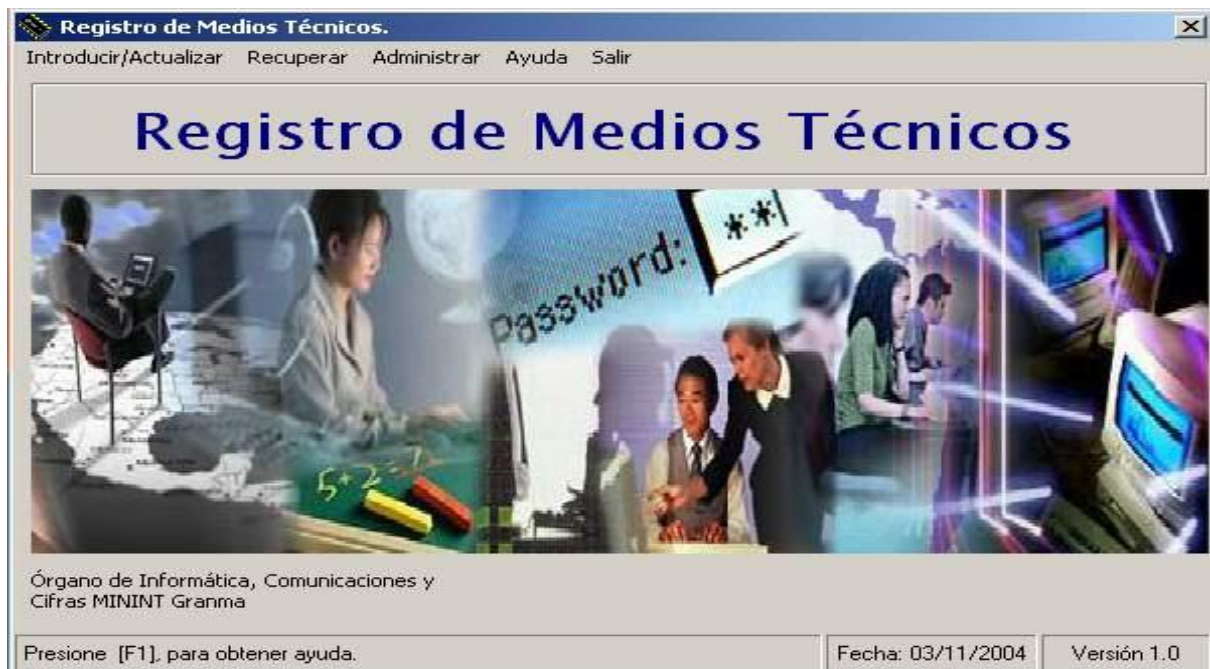 Registro de Medios Técnicos.
Introducir/Actualizar Recuperar Administrar Ayuda Salir
Registro de Medios Técnicos
Password: **
5+2=7
Órgano de Informática, Comunicaciones y
Cifras MININT Granma
Presione [F1], para obtener ayuda.
Fecha: 03/11/2004
Versión 1.0